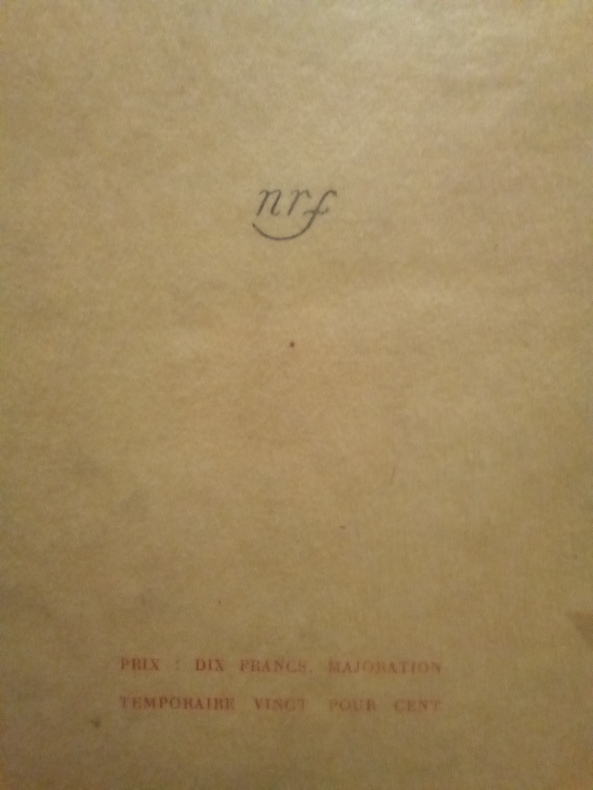 nrf
PRIX : DIX FRANCS. MAJORATION
TEMPORAIRE VINGT POUR CENT